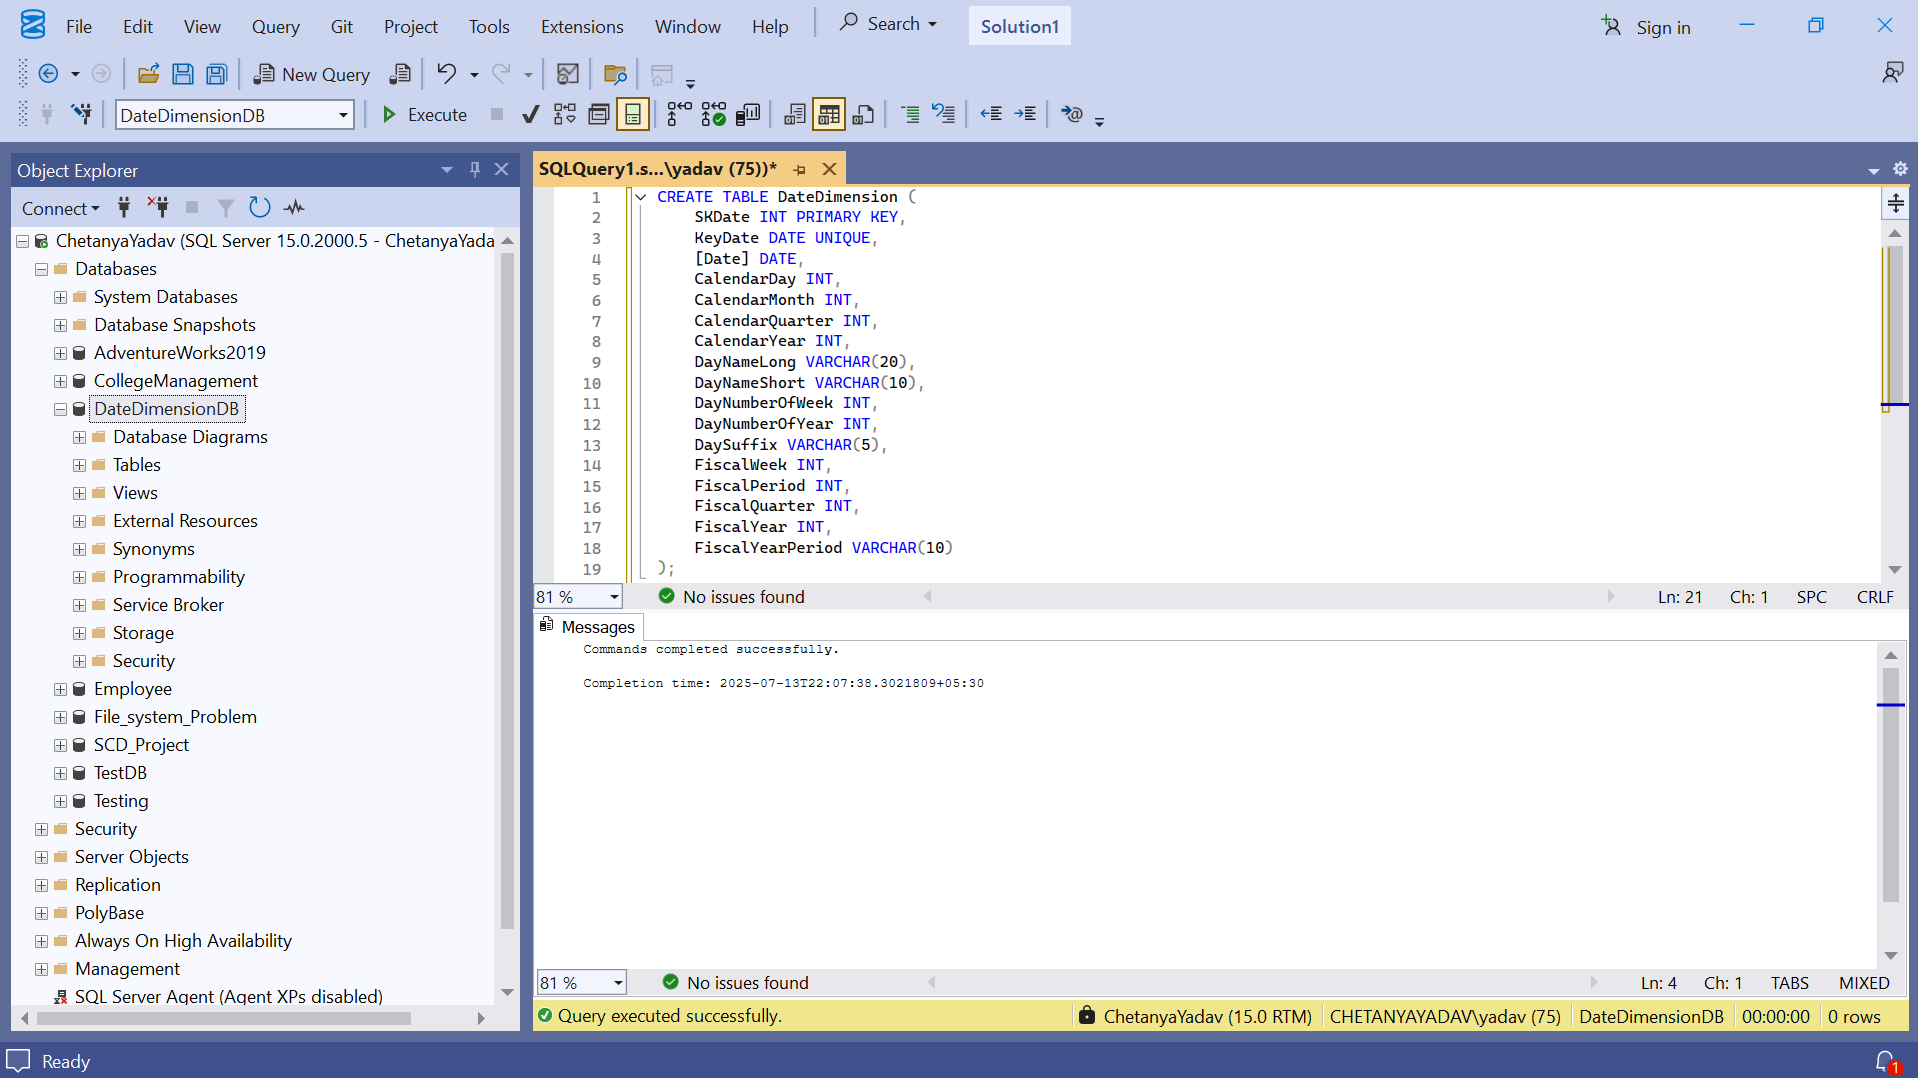 File Edit View Query Git Project Tools Extensions Window Help Search Solution1 Sign in
New Query
DateDimensionDB Execute
Object Explorer
Connect
ChetanyaYadav (SQL Server 15.0.2000.5 - ChetanyaYada
Databases
System Databases
Database Snapshots
AdventureWorks2019
CollegeManagement
DateDimensionDB
Database Diagrams
Tables
Views
External Resources
Synonyms
Programmability
Service Broker
Storage
Security
Employee
File_system_Problem
SCD_Project
TestDB
Testing
Security
Server Objects
Replication
PolyBase
Always On High Availability
Management
SQL Server Agent (Agent XPs disabled)
SQLQuery1.s...\yadav (75))*
1 CREATE TABLE DateDimension (
2 SKDate INT PRIMARY KEY,
3 KeyDate DATE UNIQUE,
4 [Date] DATE,
5 CalendarDay INT,
6 CalendarMonth INT,
7 CalendarQuarter INT,
8 CalendarYear INT,
9 DayNameLong VARCHAR(20),
10 DayNameShort VARCHAR(10),
11 DayNumberOfWeek INT,
12 DayNumberOfYear INT,
13 DaySuffix VARCHAR(5),
14 FiscalWeek INT,
15 FiscalPeriod INT,
16 FiscalQuarter INT,
17 FiscalYear INT,
18 FiscalYearPeriod VARCHAR(10)
19 );
81 % No issues found Ln: 21 Ch: 1 SPC CRLF
Messages
Commands completed successfully.
Completion time: 2025-07-13T22:07:38.3021809+05:30
81 % No issues found Ln: 4 Ch: 1 TABS MIXED
Query executed successfully. ChetanyaYadav (15.0 RTM) CHETANYAYADAV\yadav (75) DateDimensionDB 00:00:00 0 rows
Ready 1